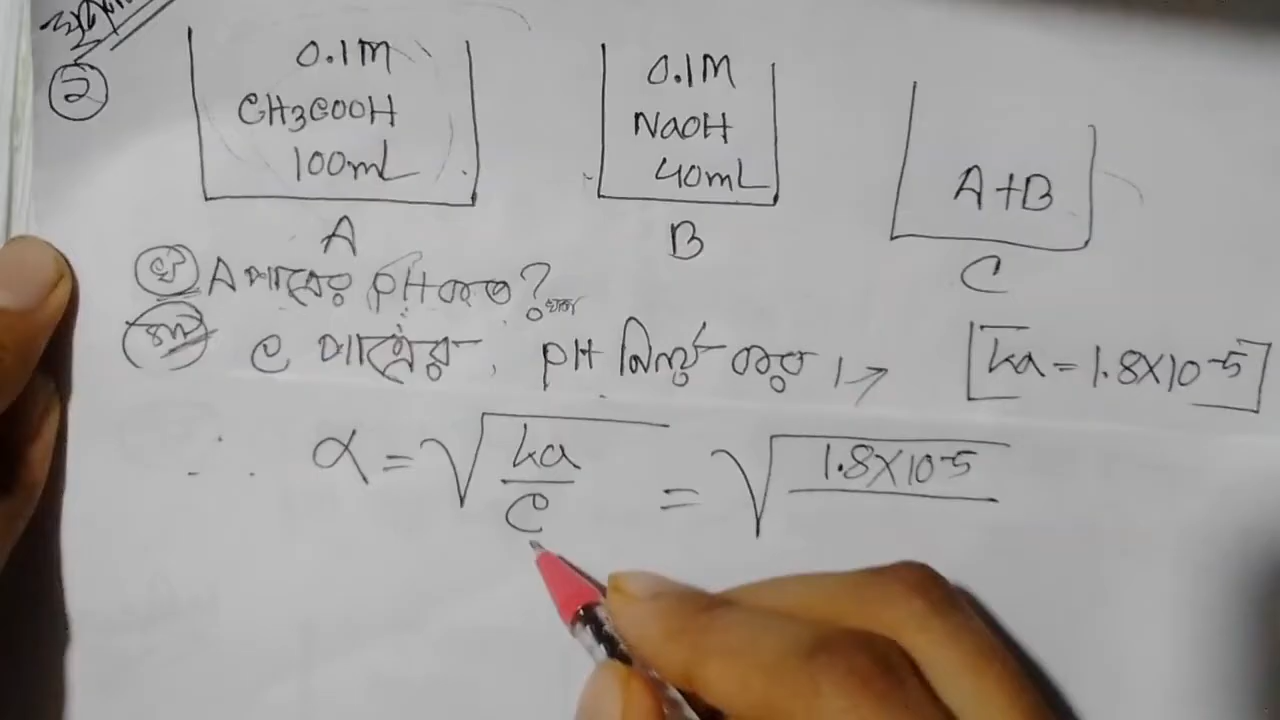 ২
0.1M
CH3COOH
100mL
A
0.1M
NaOH
40mL
B
A+B
C
A পাত্রের pH কত?
C পাত্রের, pH নির্ণয় কর।→ [Ka = 1.8×10-5]
∴ α = √Ka/C = √1.8×10-5